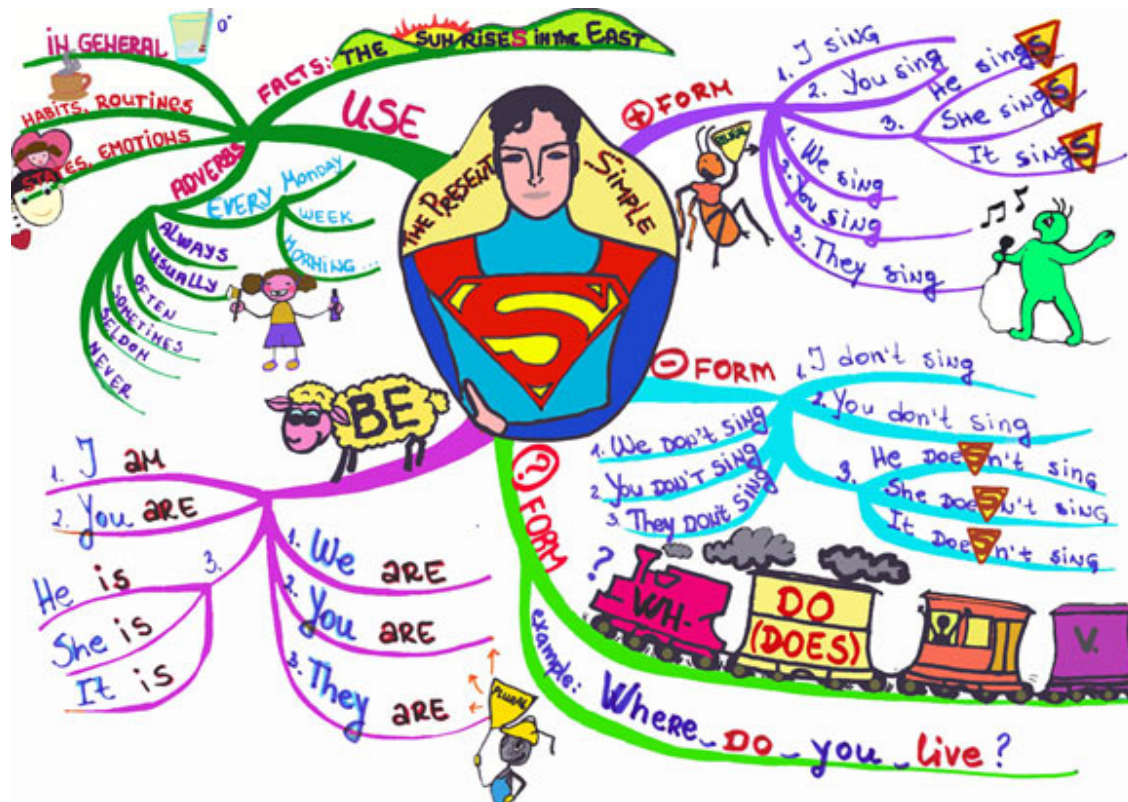 THE PRESENT SIMPLE
S
USE
FACTS: THE SUN RISES in the EAST
IN GENERAL
0°
HABITS, ROUTINES
STATES, EMOTIONS
ADVERBS
EVERY Monday
WEEK
MORNING ...
ALWAYS
USUALLY
OFTEN
SOMETIMES
SELDOM
NEVER
+ FORM
1. I SING
2. You sing
3.
He singS
She singS
It singS
PLURAL
1. We sing
2. You sing
3. They sing
- FORM
1. I don't sing
2. You don't sing
3.
He DOESn't sing
She DOESn't sing
It DoeSn't sing
1. We DON'T SING
2. YOU DON'T SING
3. They DON'T SING
? FORM
?
WH-
DO
(DOES)
V.
example: Where DO you live?
BE
1. I am
2. You are
3.
He is
She is
It is
1. We are
2. You are
3. They are
PLURAL